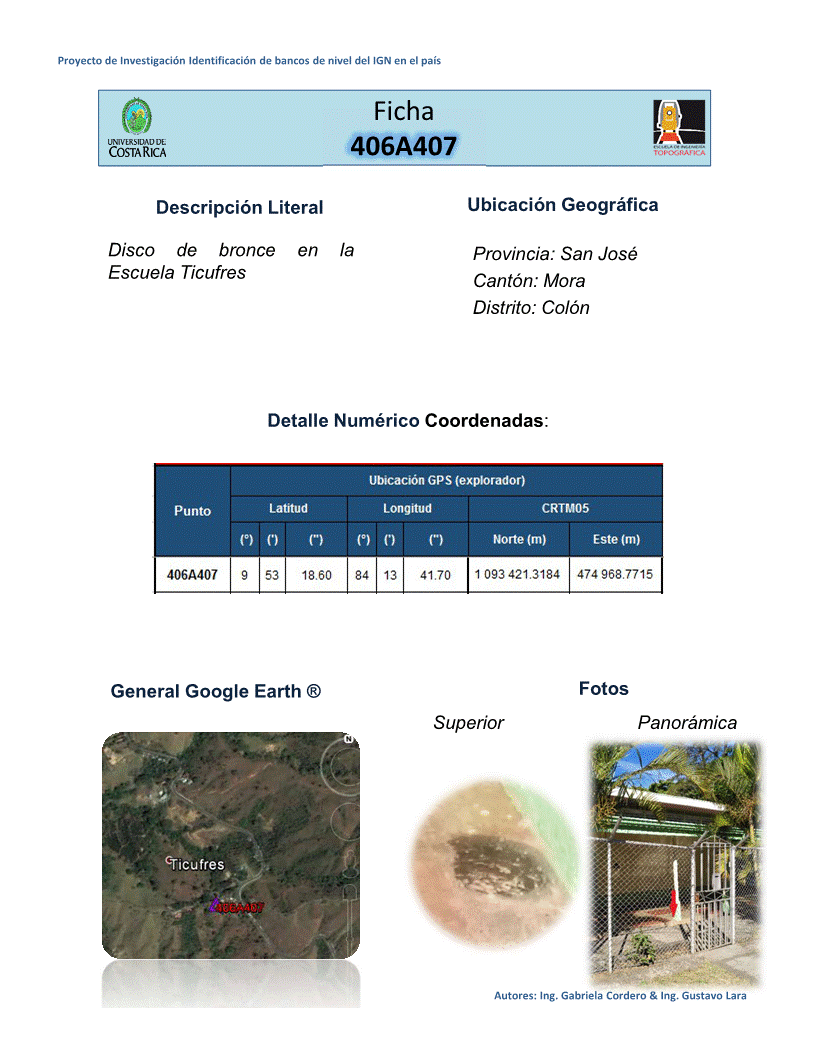 Proyecto de Investigación Identificación de bancos de nivel del IGN en el país
UNIVERSIDAD DE
COSTA RICA
Ficha
406A407
ESCUELA DE INGENIERÍA
TOPOGRÁFICA
Descripción Literal
Disco de bronce en la
Escuela Ticufres
Ubicación Geográfica
Provincia: San José
Cantón: Mora
Distrito: Colón
Detalle Numérico Coordenadas:
Punto
Ubicación GPS (explorador)
Latitud Longitud CRTM05
(°) (') (") (°) (') (") Norte (m) Este (m)
406A407 9 53 18.60 84 13 41.70 1 093 421.3184 474 968.7715
General Google Earth ®
Fotos
Superior Panorámica
N
Ticufres
406A407
Autores: Ing. Gabriela Cordero & Ing. Gustavo Lara